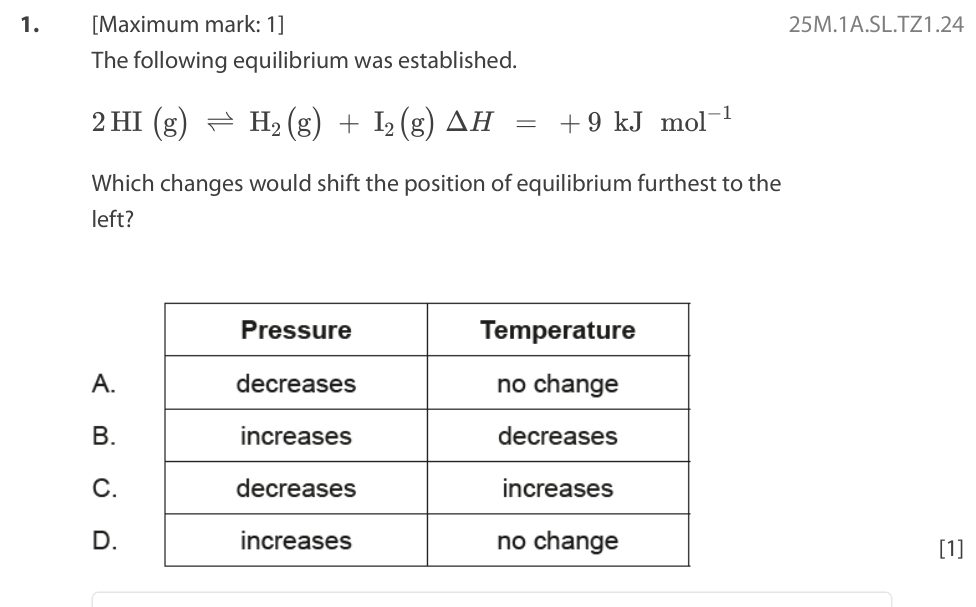 1. [Maximum mark: 1] 25M.1A.SL.TZ1.24
The following equilibrium was established.
2 HI (g) ⇌ H₂ (g) + I₂ (g) ΔH = + 9 kJ mol⁻¹
Which changes would shift the position of equilibrium furthest to the
left?
Pressure Temperature
A. decreases no change
B. increases decreases
C. decreases increases
D. increases no change
[1]